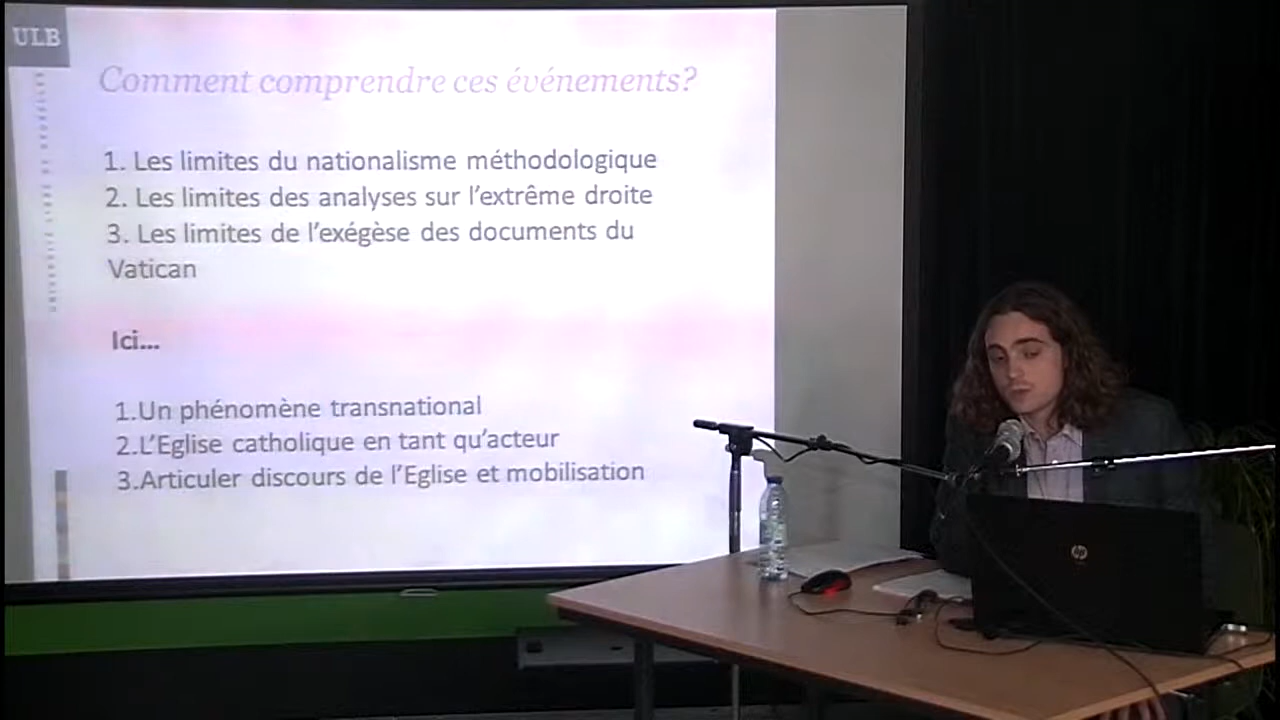 ULB
Comment comprendre ces événements?
1. Les limites du nationalisme méthodologique
2. Les limites des analyses sur l'extrême droite
3. Les limites de l'exégèse des documents du
Vatican
Ici...
1.Un phénomène transnational
2.L'Eglise catholique en tant qu'acteur
3.Articuler discours de l'Eglise et mobilisation
hp